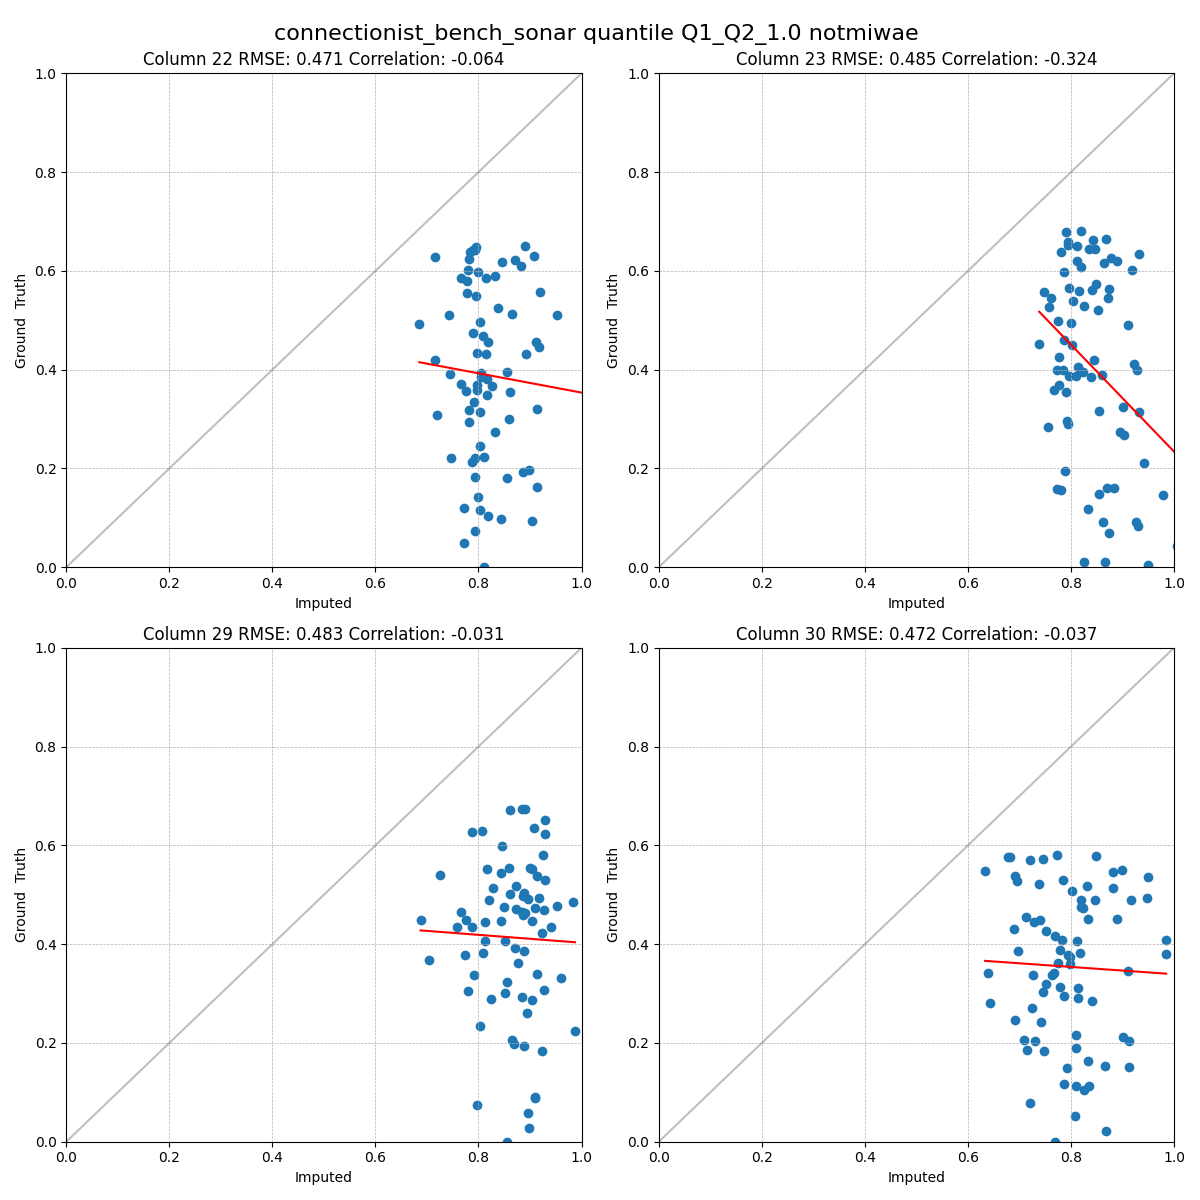 connectionist_bench_sonar quantile Q1_Q2_1.0 notmiwae
Column 22 RMSE: 0.471 Correlation: -0.064
1.0
0.8
0.6
0.4
0.2
0.0
Ground Truth
0.0 0.2 0.4 0.6 0.8 1.0
Imputed
Column 23 RMSE: 0.485 Correlation: -0.324
1.0
0.8
0.6
0.4
0.2
0.0
Ground Truth
0.0 0.2 0.4 0.6 0.8 1.0
Imputed
Column 29 RMSE: 0.483 Correlation: -0.031
1.0
0.8
0.6
0.4
0.2
0.0
Ground Truth
0.0 0.2 0.4 0.6 0.8 1.0
Imputed
Column 30 RMSE: 0.472 Correlation: -0.037
1.0
0.8
0.6
0.4
0.2
0.0
Ground Truth
0.0 0.2 0.4 0.6 0.8 1.0
Imputed